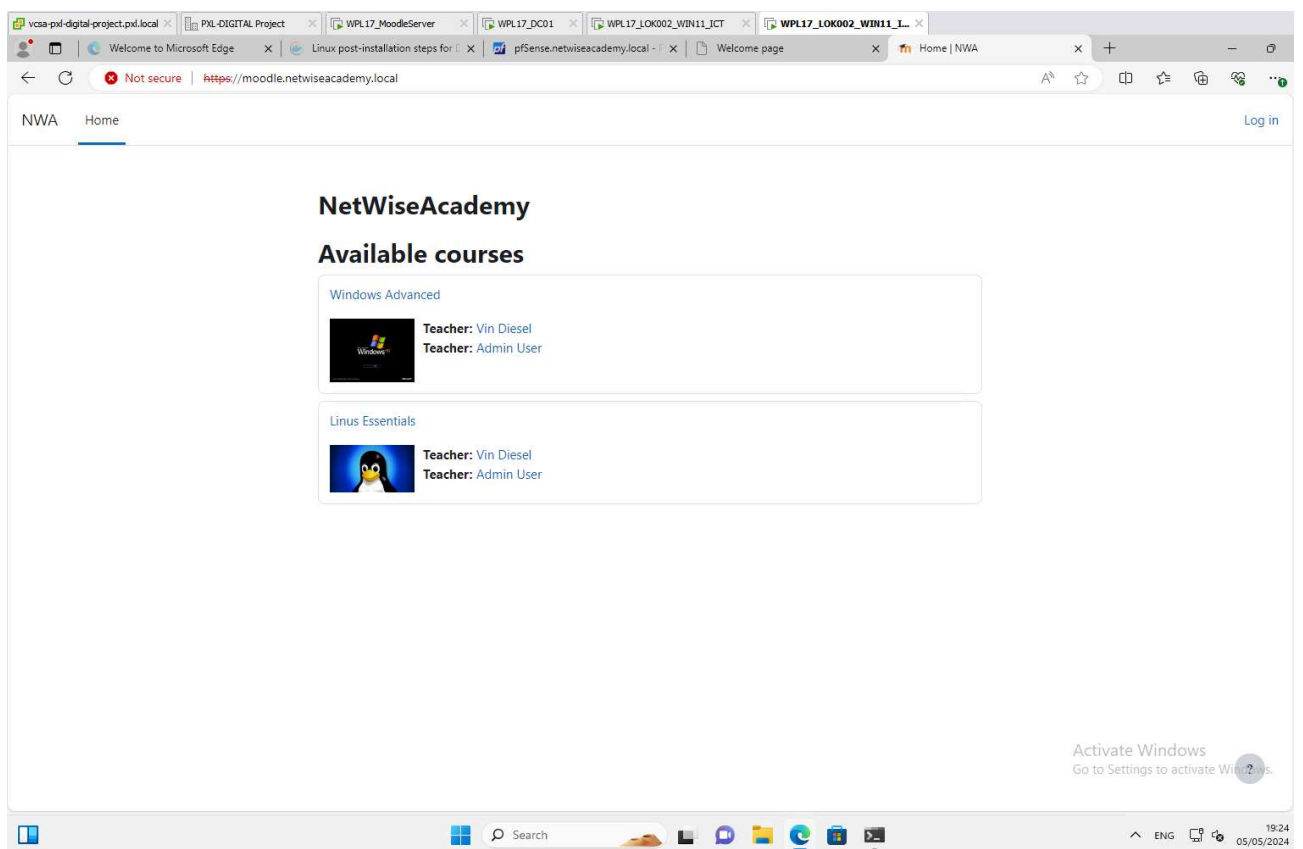 vcsa-pxl-digital-project.pxl.local PXL-DIGITAL Project WPL17_MoodleServer WPL17_DC01 WPL17_LOK002_WIN11_ICT WPL17_LOK002_WIN11_I...
Welcome to Microsoft Edge Linux post-installation steps for pfSense.netwiseacademy.local - Welcome page Home | NWA
Not secure https://moodle.netwiseacademy.local
NWA Home Log in
NetWiseAcademy
Available courses
Windows Advanced
Teacher: Vin Diesel
Teacher: Admin User
Windows
Linus Essentials
Teacher: Vin Diesel
Teacher: Admin User
Activate Windows
Go to Settings to activate Windows.
?
Search
ENG
19:24
05/05/2024